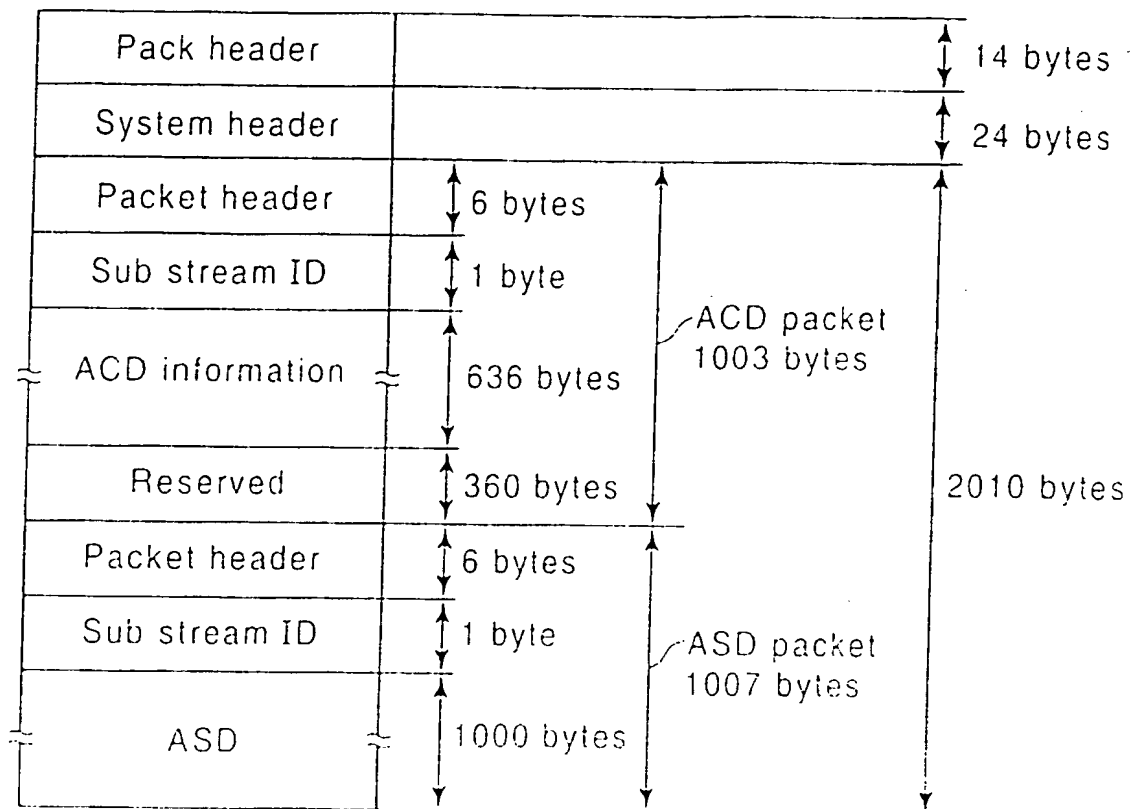 Pack header
14 bytes
System header
24 bytes
Packet header
6 bytes
Sub stream ID
1 byte
ACD information
636 bytes
ACD packet
1003 bytes
Reserved
360 bytes
2010 bytes
Packet header
6 bytes
Sub stream ID
1 byte
ASD packet
1007 bytes
ASD
1000 bytes